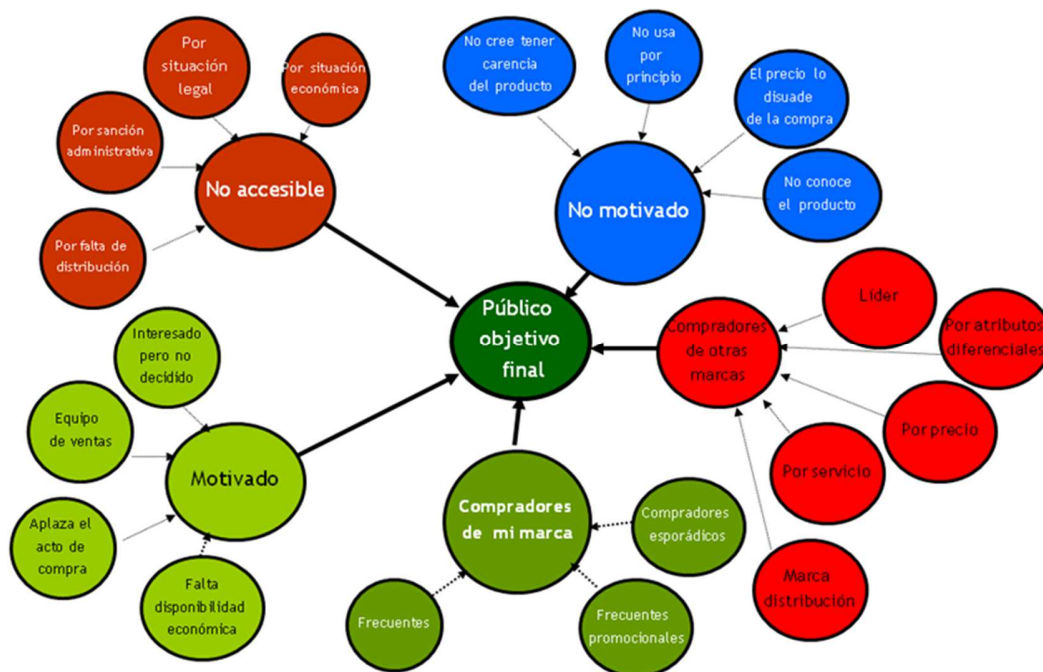 Por
situación
legal
Por situación
económica
Por sanción
administrativa
No accesible
Por falta de
distribución
No cree tener
carencia
del producto
No usa
por
principio
El precio lo
disuade
de la compra
No conoce
el producto
No motivado
Público
objetivo
final
Líder
Por atributos
diferenciales
Compradores
de otras
marcas
Por precio
Por servicio
Marca
distribución
Interesado
pero no
decidido
Equipo
de ventas
Motivado
Aplaza el
acto de
compra
Falta
disponibilidad
económica
Compradores
de mi marca
Compradores
esporádicos
Frecuentes
Frecuentes
promocionales